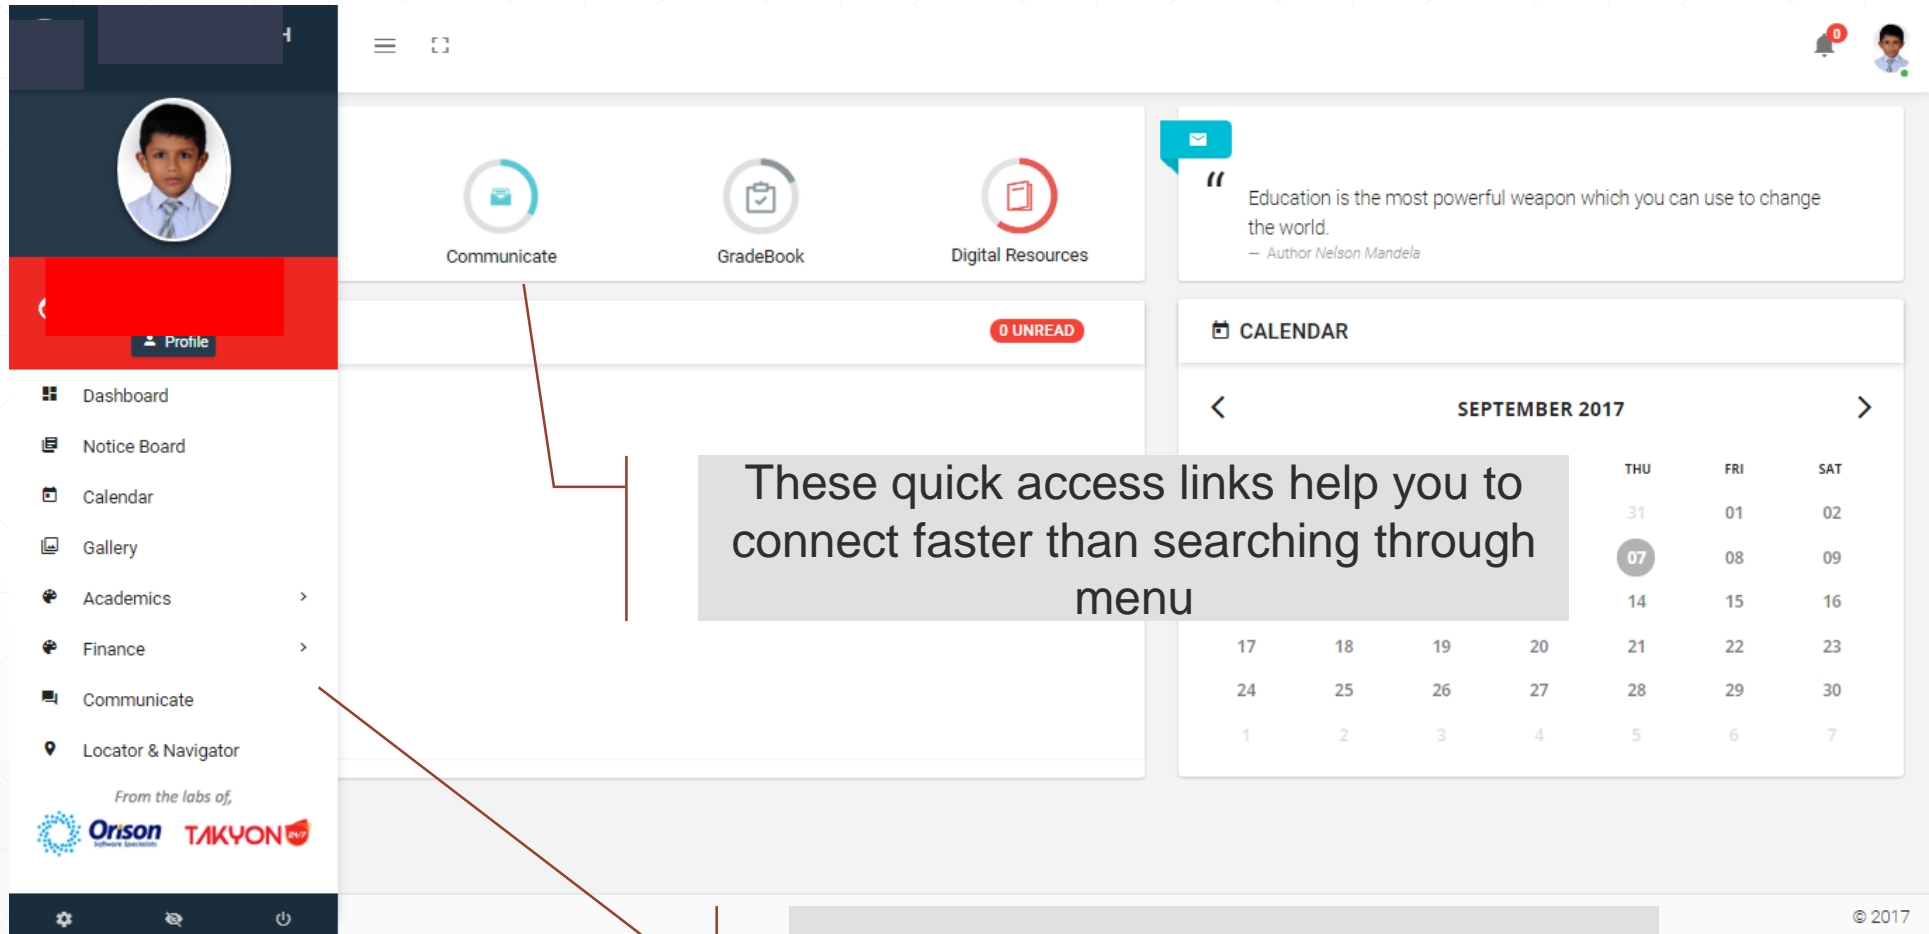 H
0
Communicate
GradeBook
Digital Resources
“
Education is the most powerful weapon which you can use to change
the world.
— Author Nelson Mandela
Profile
0 UNREAD
CALENDAR
Dashboard
Notice Board
Calendar
Gallery
Academics
Finance
Communicate
Locator & Navigator
From the labs of,
Orison
Software Specialists
TAKYON 24/7
These quick access links help you to
connect faster than searching through
menu
SEPTEMBER 2017
THU FRI SAT
31 01 02
07 08 09
14 15 16
17 18 19 20 21 22 23
24 25 26 27 28 29 30
1 2 3 4 5 6 7
© 2017